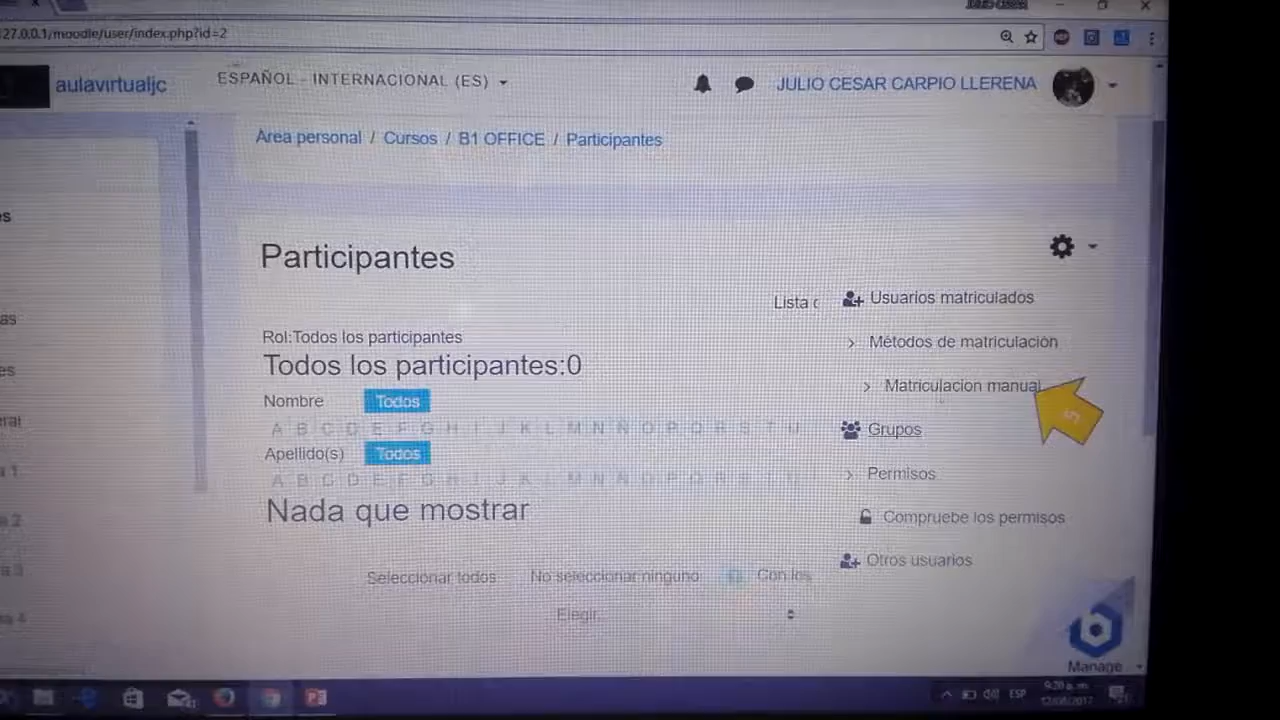 27.0.0.1/moodle/user/index.php?id=2
aulavirtualjc
ESPAÑOL - INTERNACIONAL (ES)
JULIO CESAR CARPIO LLERENA
Área personal / Cursos / B1 OFFICE / Participantes
Participantes
Lista
Usuarios matriculados
Rol:Todos los participantes
Métodos de matriculación
Todos los participantes:0
Matriculación manual
Nombre Todos
A B C D E F G H I J K L M N Ñ O P Q R S T U
Grupos
Apellido(s) Todos
A B C D E F G H I J K L M N Ñ O P Q R S T U
Permisos
Nada que mostrar
Compruebe los permisos
Otros usuarios
Seleccionar todos No seleccionar ninguno Con los
Elegir...
Manage
ESP
5